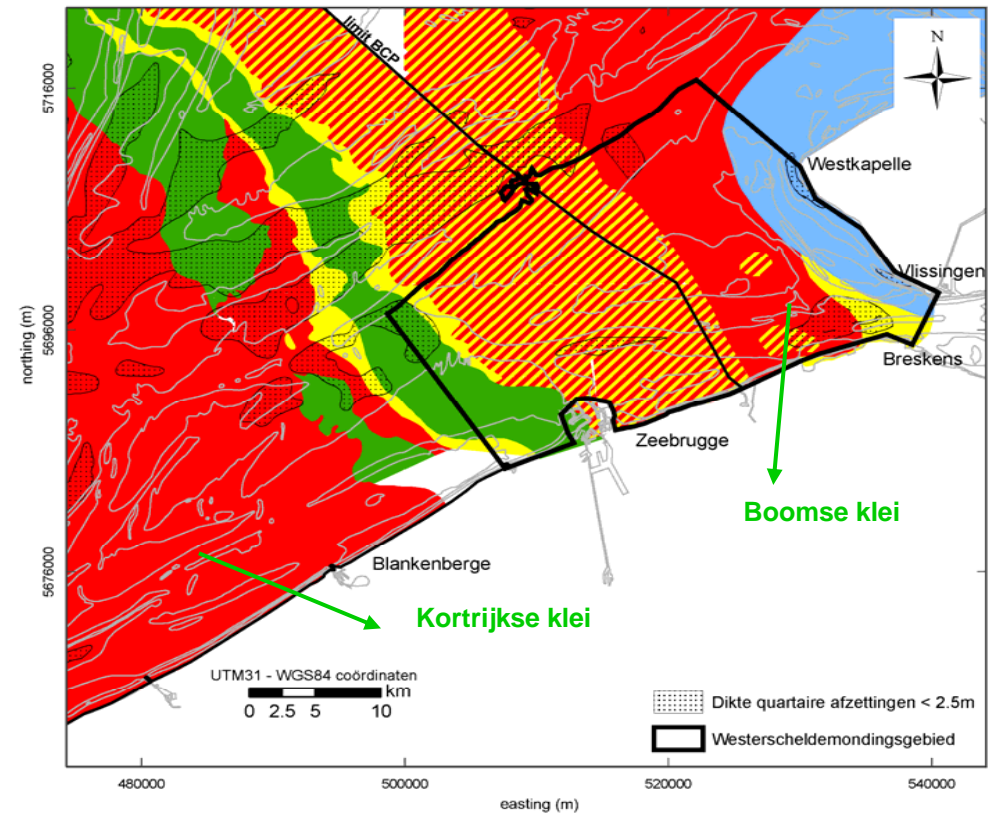 limit BCP
N
5716000
Westkapelle
Vlissingen
5696000
northing (m)
Breskens
Zeebrugge
Boomse klei
5676000
Blankenberge
Kortrijkse klei
UTM31 - WGS84 coördinaten
km
0 2.5 5 10
Dikte quartaire afzettingen < 2.5m
Westerscheldemondingsgebied
480000 500000 520000 540000
easting (m)